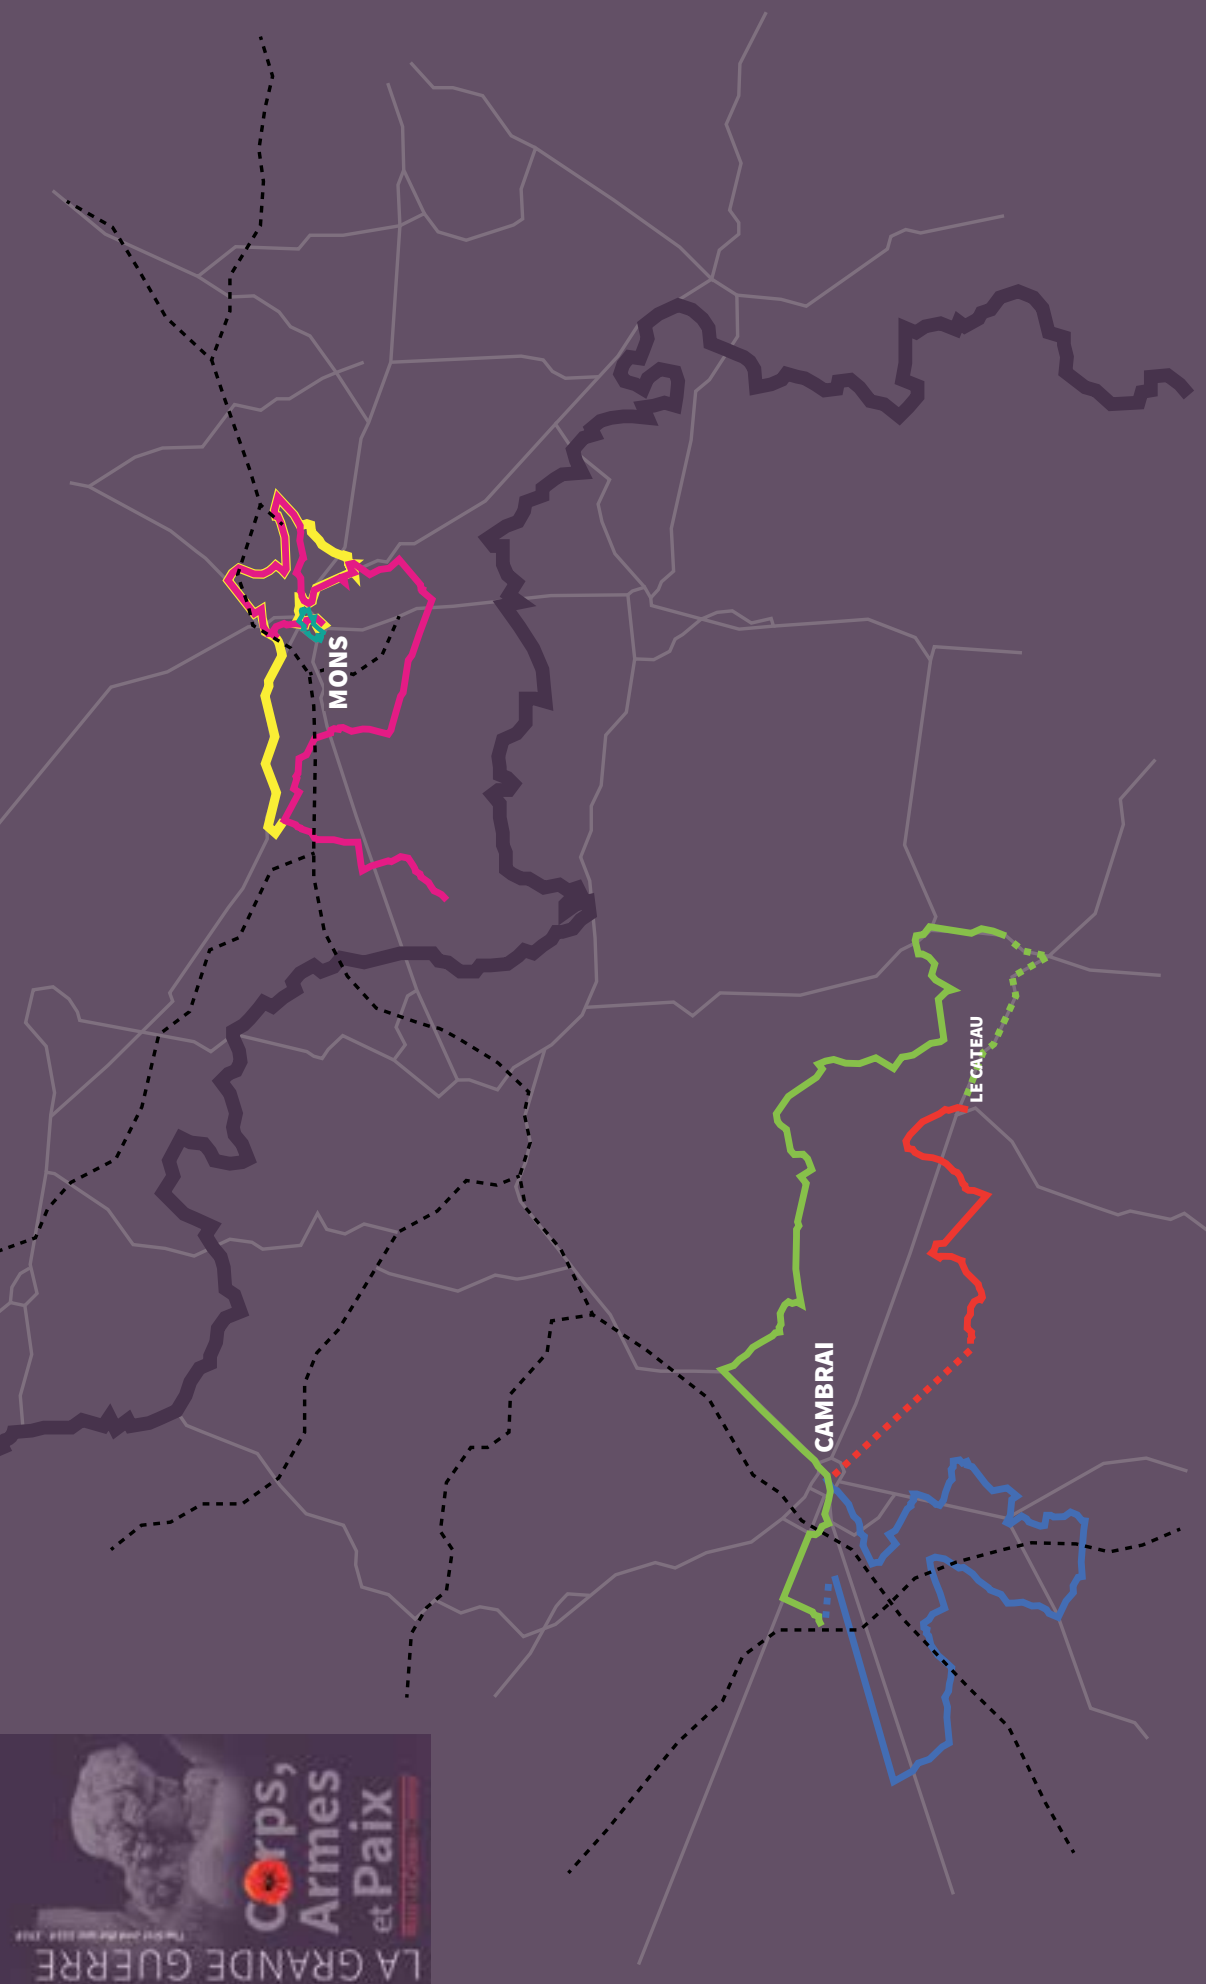 MONS
LE CATEAU
CAMBRAI
LA GRANDE GUERRE
Corps,
Armes
et Paix